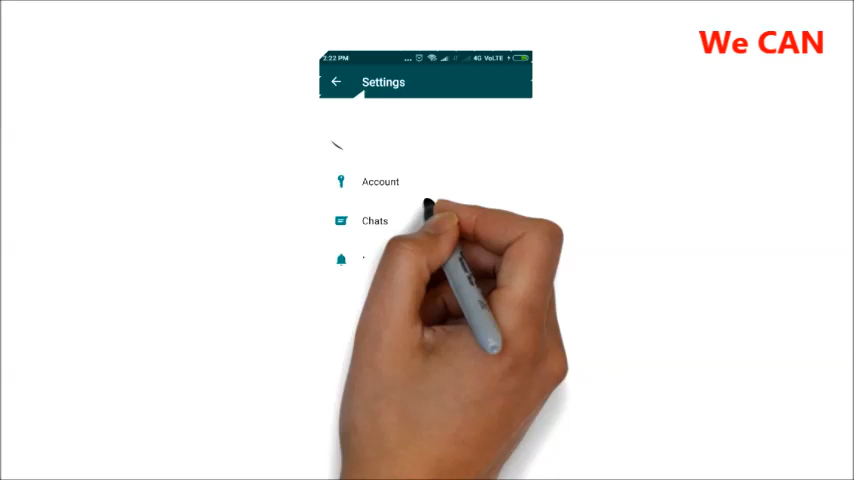 We CAN
2:22 PM ... 4G VoLTE
Settings
Account
Chats